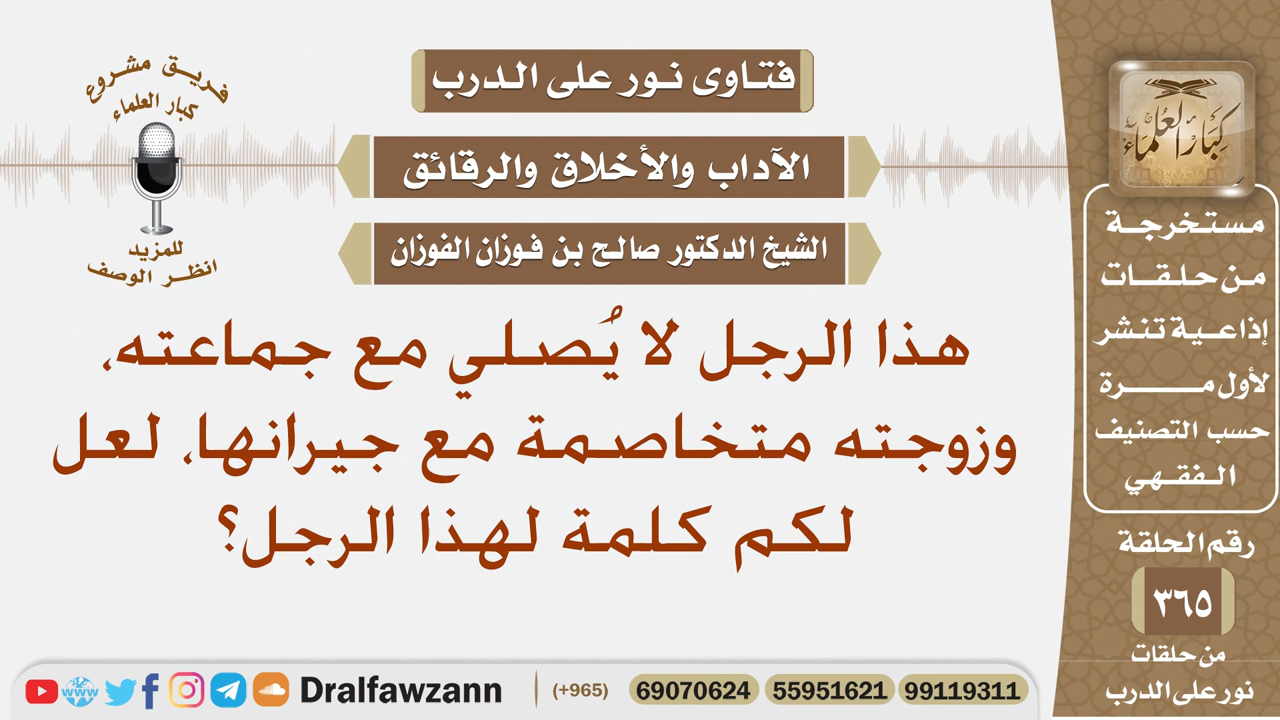 فتاوى نور على الدرب
الآداب والأخلاق والرقائق
الشيخ الدكتور صالح بن فوزان الفوزان
هذا الرجل لا يُصلي مع جماعته،
وزوجته متخاصمة مع جيرانها، لعل
لكم كلمة لهذا الرجل؟
فريق مشروع
كبار العلماء
للمزيد
انظر الوصف
كبار العلماء
مستخرجة
من حلقات
إذاعية تنشر
لأول مرة
حسب التصنيف
الفقهي
رقم الحلقة
٣٦٥
من حلقات
نور على الدرب
www Dralfawzann (+965) 69070624 55951621 99119311